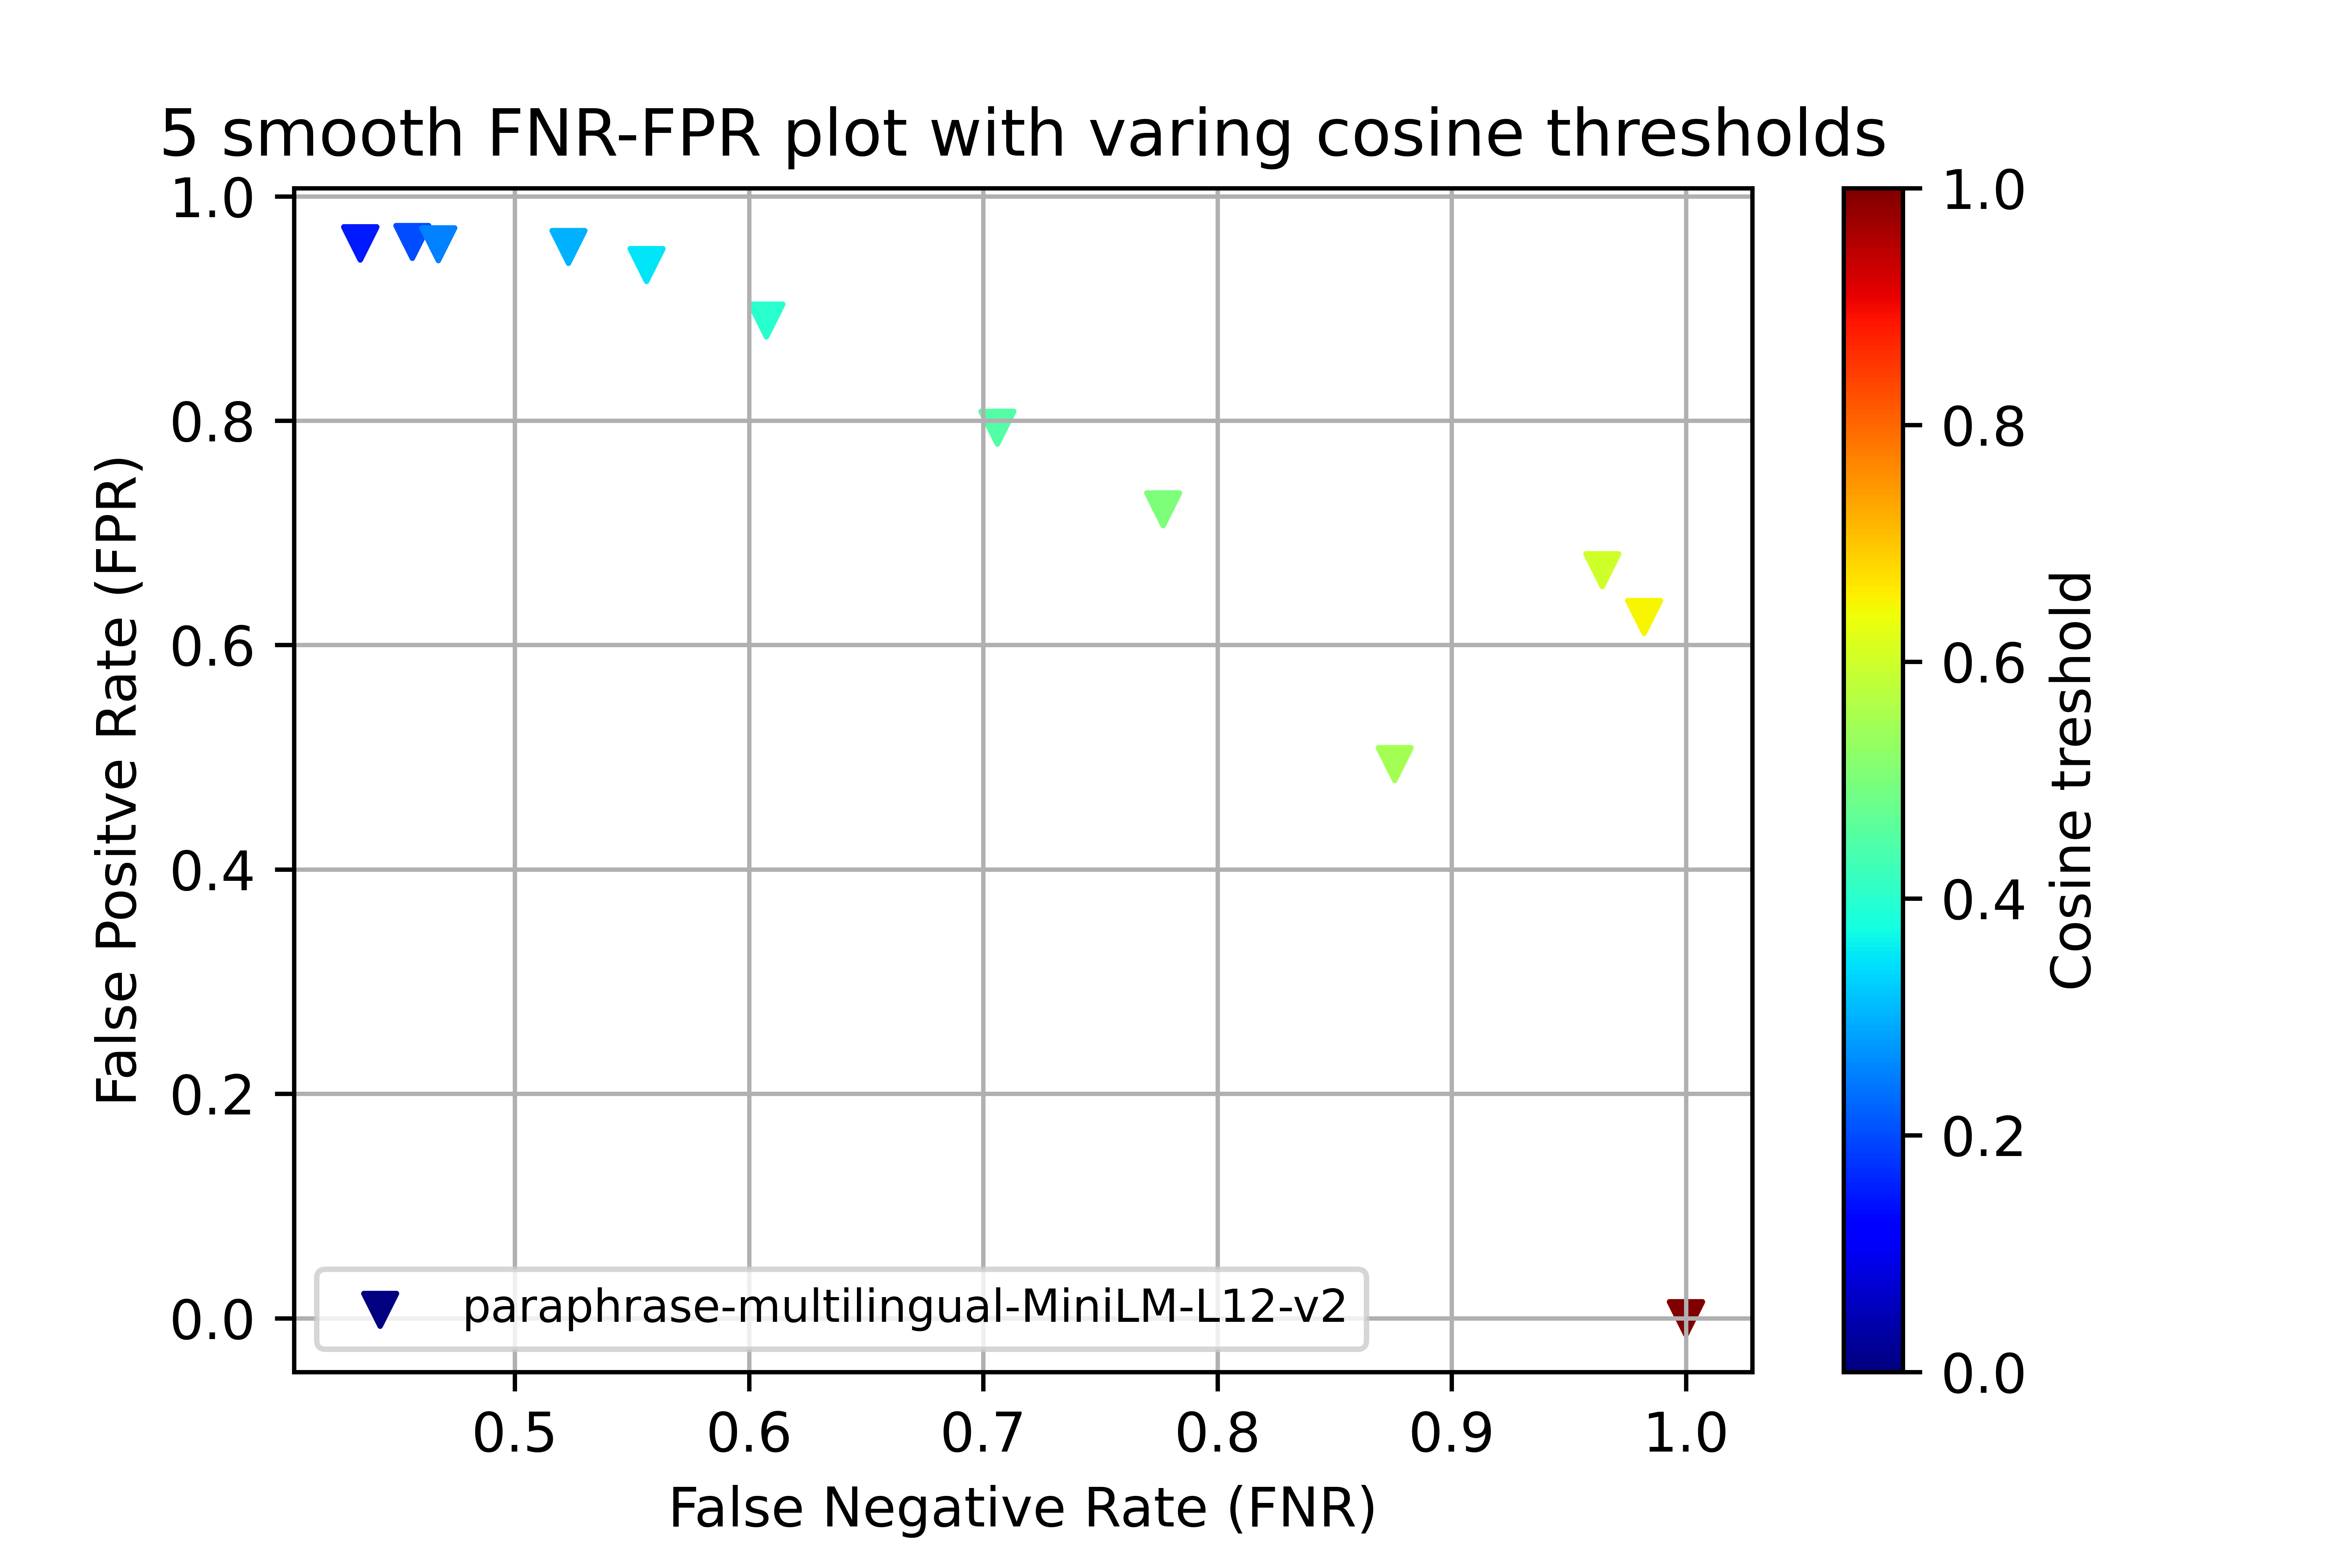 5 smooth FNR-FPR plot with varing cosine thresholds
False Positve Rate (FPR)
1.0
0.8
0.6
0.4
0.2
0.0
paraphrase-multilingual-MiniLM-L12-v2
0.5 0.6 0.7 0.8 0.9 1.0
False Negative Rate (FNR)
1.0
0.8
0.6
0.4
0.2
0.0
Cosine treshold